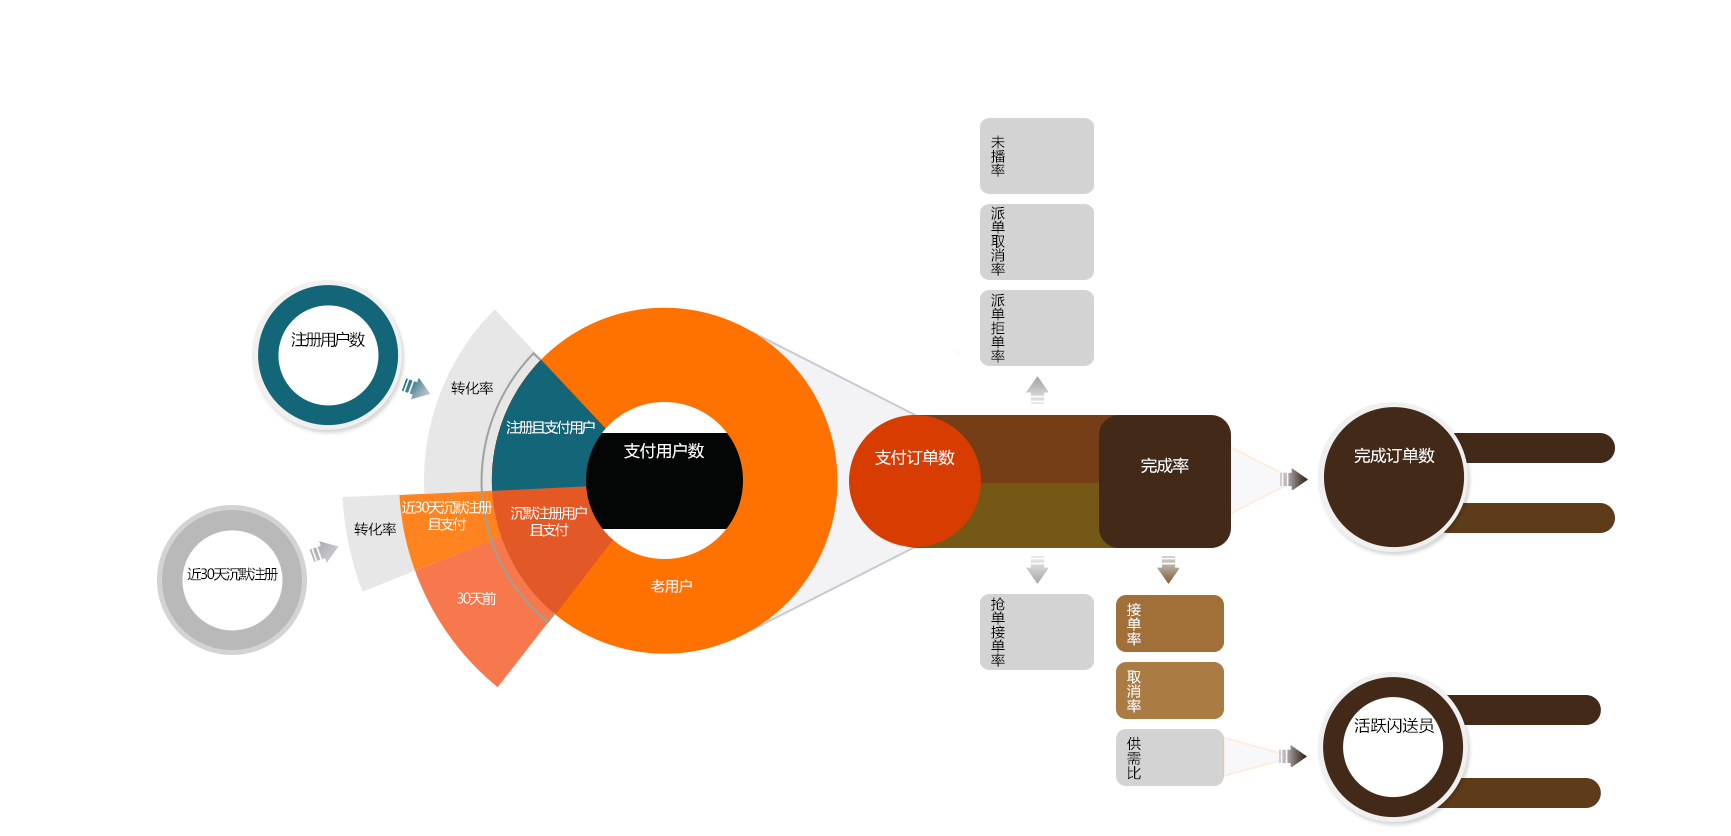 注册用户数
转化率
注册且支付用户
近30天沉默注册
且支付
沉默注册用户
且支付
转化率
近30天沉默注册
30天前
支付用户数
老用户
未播率
派单取消率
派单拒单率
支付订单数
完成率
抢单接单率
接单率
取消率
供需比
完成订单数
活跃闪送员